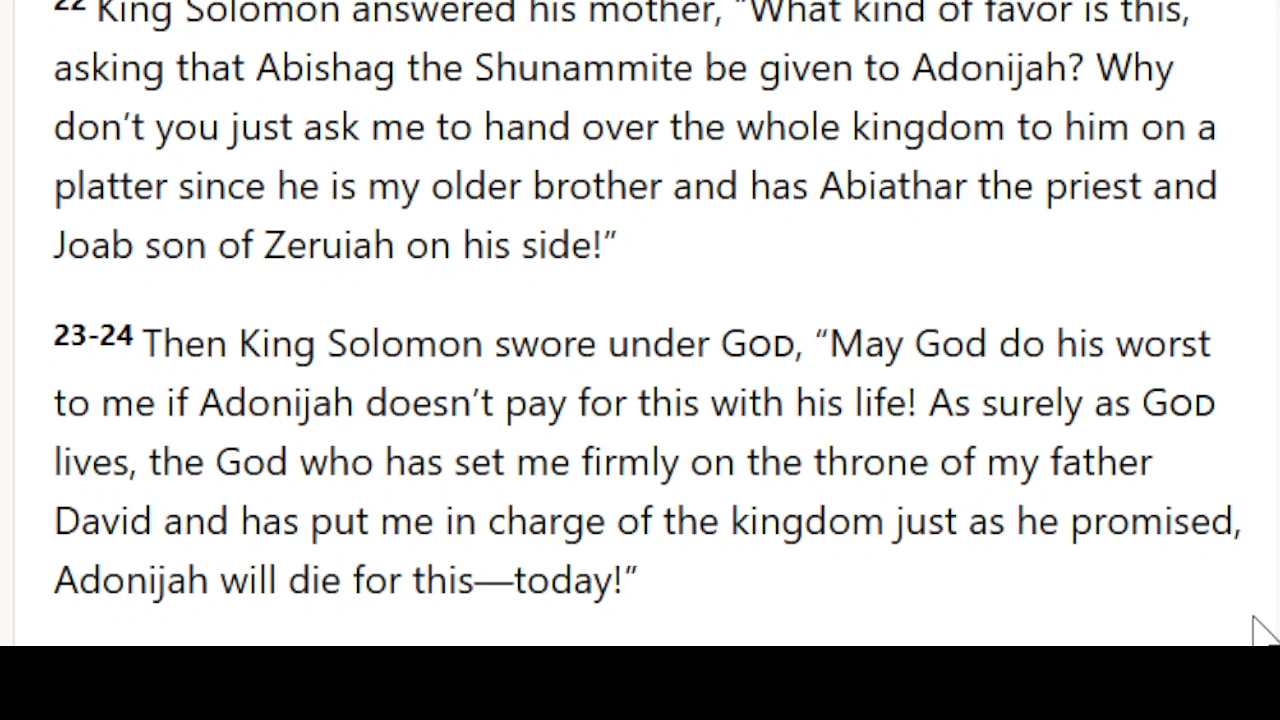 22 King Solomon answered his mother, “What kind of favor is this,
asking that Abishag the Shunammite be given to Adonijah? Why
don’t you just ask me to hand over the whole kingdom to him on a
platter since he is my older brother and has Abiathar the priest and
Joab son of Zeruiah on his side!”
23-24 Then King Solomon swore under GOD, “May God do his worst
to me if Adonijah doesn’t pay for this with his life! As surely as GOD
lives, the God who has set me firmly on the throne of my father
David and has put me in charge of the kingdom just as he promised,
Adonijah will die for this—today!”